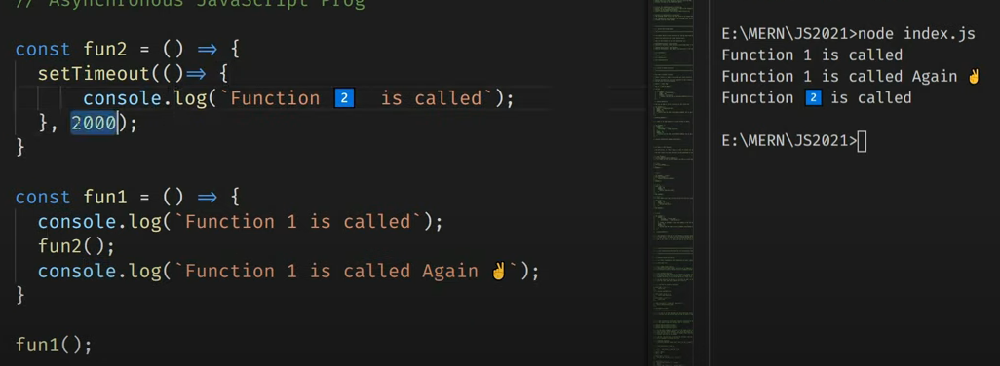 // Asynchronous JavaScript Prog
const fun2 = () => {
setTimeout(()=> {
console.log(`Function 2️⃣ is called`);
}, 2000);
}
const fun1 = () => {
console.log(`Function 1 is called`);
fun2();
console.log(`Function 1 is called Again ✌`);
}
fun1();
E:\MERN\JS2021>node index.js
Function 1 is called
Function 1 is called Again ✌
Function 2️⃣ is called
E:\MERN\JS2021>